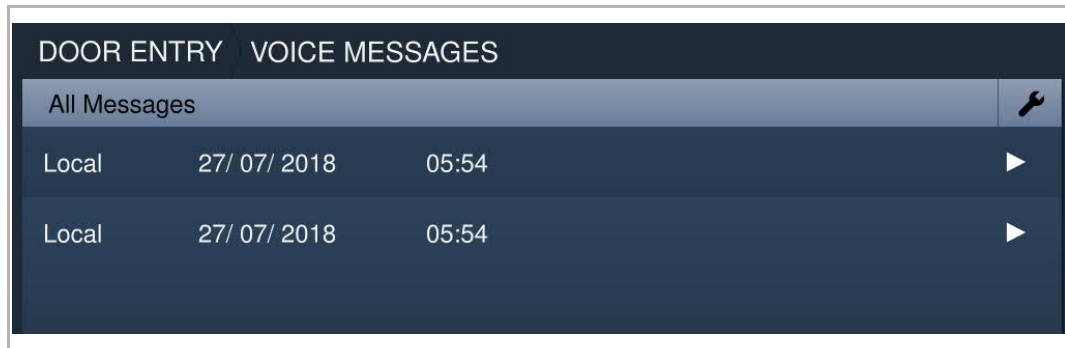 DOOR ENTRY VOICE MESSAGES
All Messages
Local 27/ 07/ 2018 05:54
Local 27/ 07/ 2018 05:54